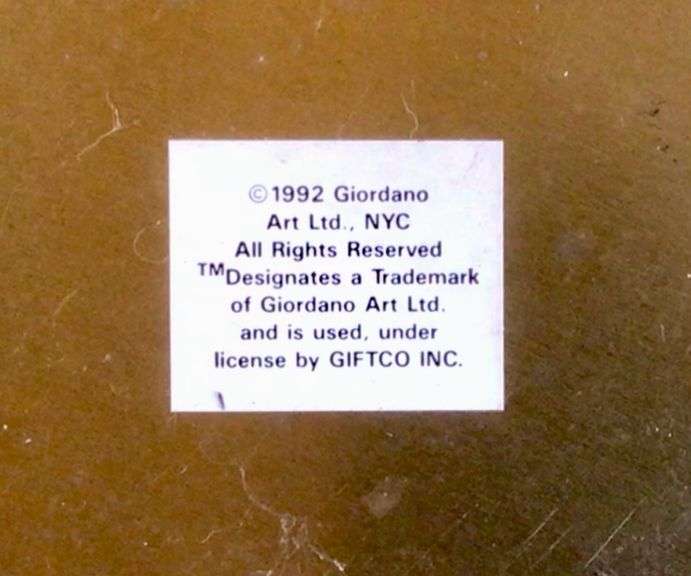 ©1992 Giordano
Art Ltd., NYC
All Rights Reserved
™Designates a Trademark
of Giordano Art Ltd.
and is used, under
license by GIFTCO INC.